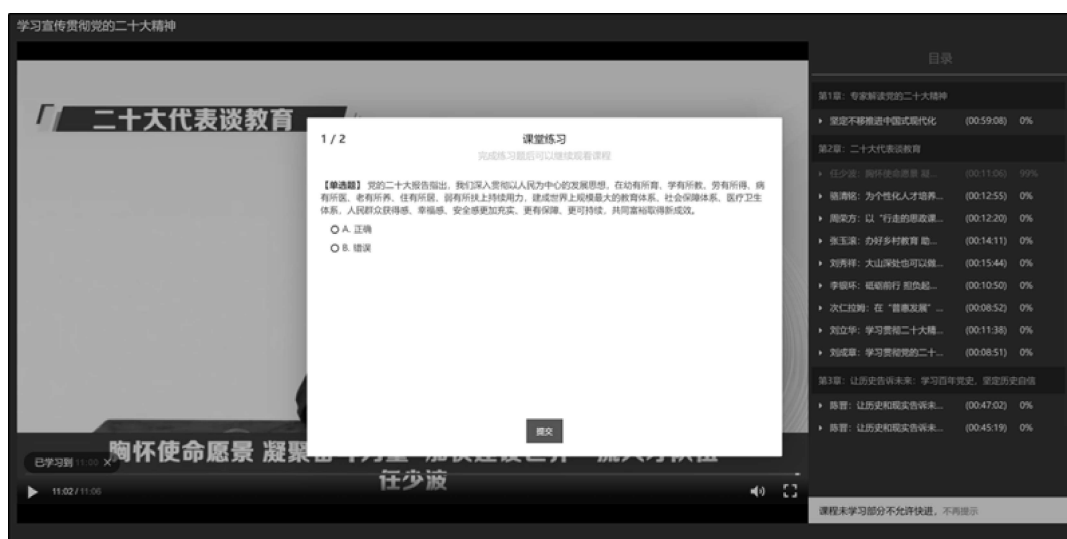 学习宣传贯彻党的二十大精神
二十大代表谈教育
1 / 2
课堂练习
完成练习题后可以继续观看课程
【单选题】 党的二十大报告指出，我们深入贯彻以人民为中心的发展思想，在幼有所育、学有所教、劳有所得、病
有所医、老有所养、住有所居、弱有所扶上持续用力，建成世界上规模最大的教育体系、社会保障体系、医疗卫生
体系，人民群众获得感、幸福感、安全感更加充实、更有保障、更可持续，共同富裕取得新成效。
A. 正确
B. 错误
提交
胸怀使命愿景 凝聚
任少波
已学习到 11:00 ×
11:02 / 11:06
目录
第1章：专家解读党的二十大精神
坚定不移推进中国式现代化 (00:59:08) 0%
第2章：二十大代表谈教育
任少波：胸怀使命愿景 凝... (00:11:06) 99%
骆清铭：为个性化人才培养... (00:12:55) 0%
周荣方：以“行走的思政课... (00:12:20) 0%
张玉滚：办好乡村教育 助... (00:14:11) 0%
刘秀祥：大山深处也可以做... (00:15:44) 0%
李银环：砥砺前行 担负起... (00:10:50) 0%
次仁拉姆：在“普惠发展”... (00:08:52) 0%
刘立华：学习贯彻二十大精... (00:11:38) 0%
刘成章：学习贯彻党的二十... (00:08:51) 0%
第3章：让历史告诉未来：学习百年党史，坚定历史自信
陈晋：让历史和现实告诉未... (00:47:02) 0%
陈晋：让历史和现实告诉未... (00:45:19) 0%
课程未学习部分不允许快进，不再提示